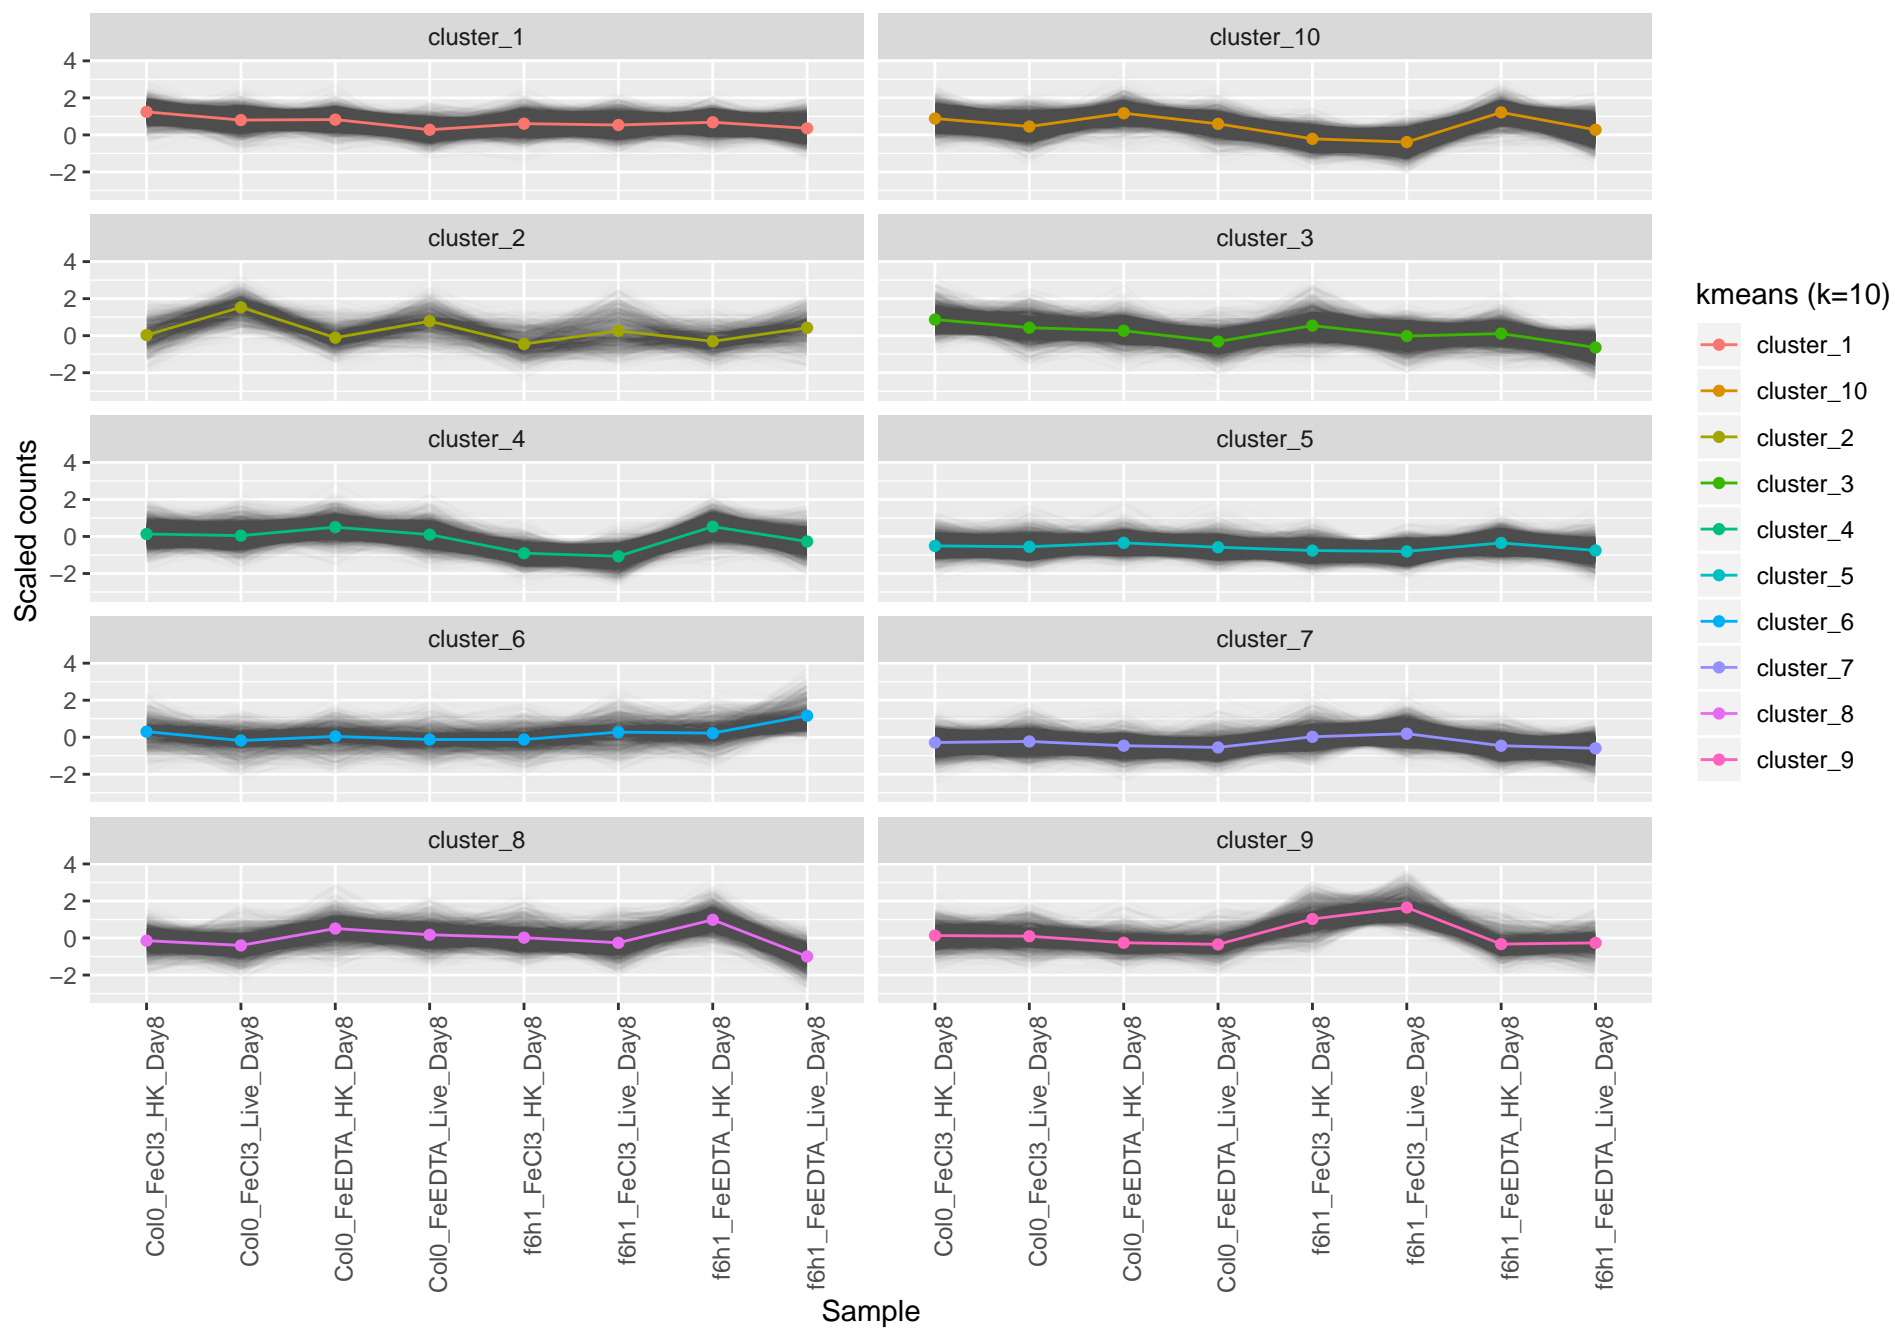 cluster_1
cluster_10
4
2
0
−2
cluster_2
cluster_3
4
2
0
−2
cluster_4
cluster_5
4
2
0
−2
cluster_6
cluster_7
4
2
0
−2
cluster_8
cluster_9
4
2
0
−2
Scaled counts
Col0_FeCl3_HK_Day8
Col0_FeCl3_Live_Day8
Col0_FeEDTA_HK_Day8
Col0_FeEDTA_Live_Day8
f6h1_FeCl3_HK_Day8
f6h1_FeCl3_Live_Day8
f6h1_FeEDTA_HK_Day8
f6h1_FeEDTA_Live_Day8
Col0_FeCl3_HK_Day8
Col0_FeCl3_Live_Day8
Col0_FeEDTA_HK_Day8
Col0_FeEDTA_Live_Day8
f6h1_FeCl3_HK_Day8
f6h1_FeCl3_Live_Day8
f6h1_FeEDTA_HK_Day8
f6h1_FeEDTA_Live_Day8
Sample
kmeans (k=10)
cluster_1
cluster_10
cluster_2
cluster_3
cluster_4
cluster_5
cluster_6
cluster_7
cluster_8
cluster_9